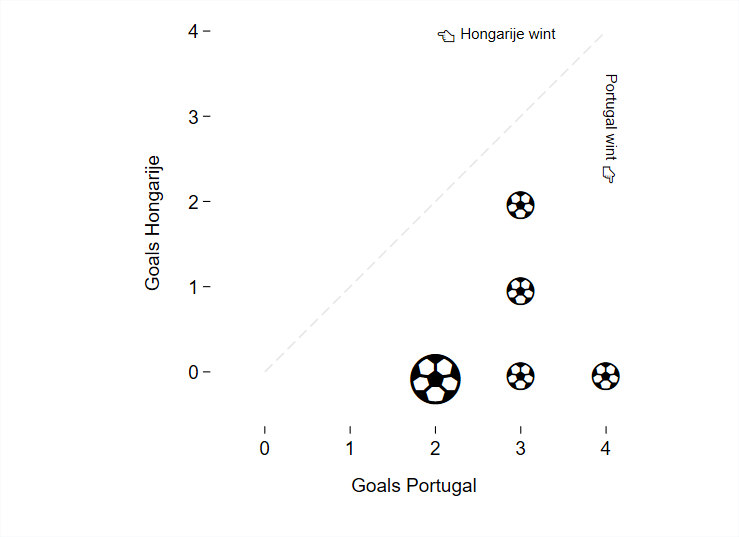 4
👈 Hongarije wint
Portugal wint 👉
3
2
1
0
Goals Hongarije
0 1 2 3 4
Goals Portugal